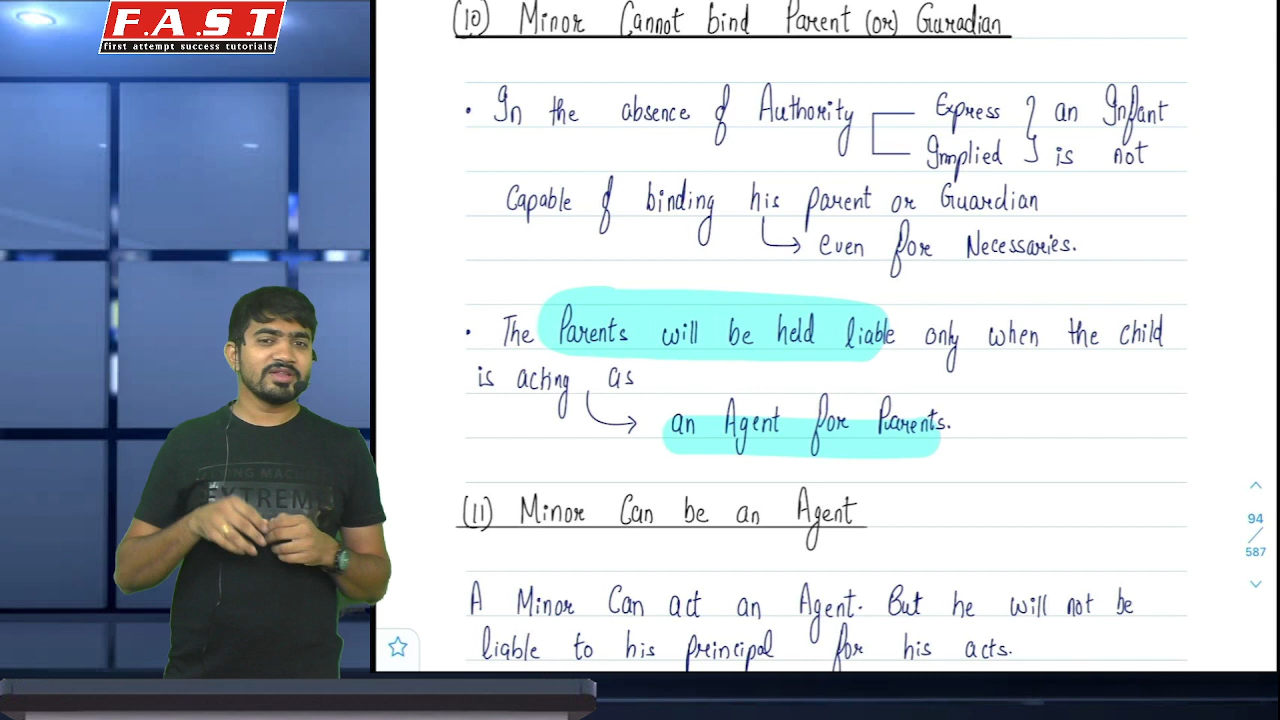 F.A.S.T
first attempt success tutorials
(10) Minor Cannot bind Parent (or) Guradian
• In the absence of Authority Express an Infant
Implied is not
Capable of binding his parent or Guardian
even for Necessaries.
• The Parents will be held liable only when the child
is acting as
an Agent for Parents.
(11) Minor Can be an Agent
A Minor Can act an Agent. But he will not be
liable to his principal for his acts.
94
/
587
EXTREM